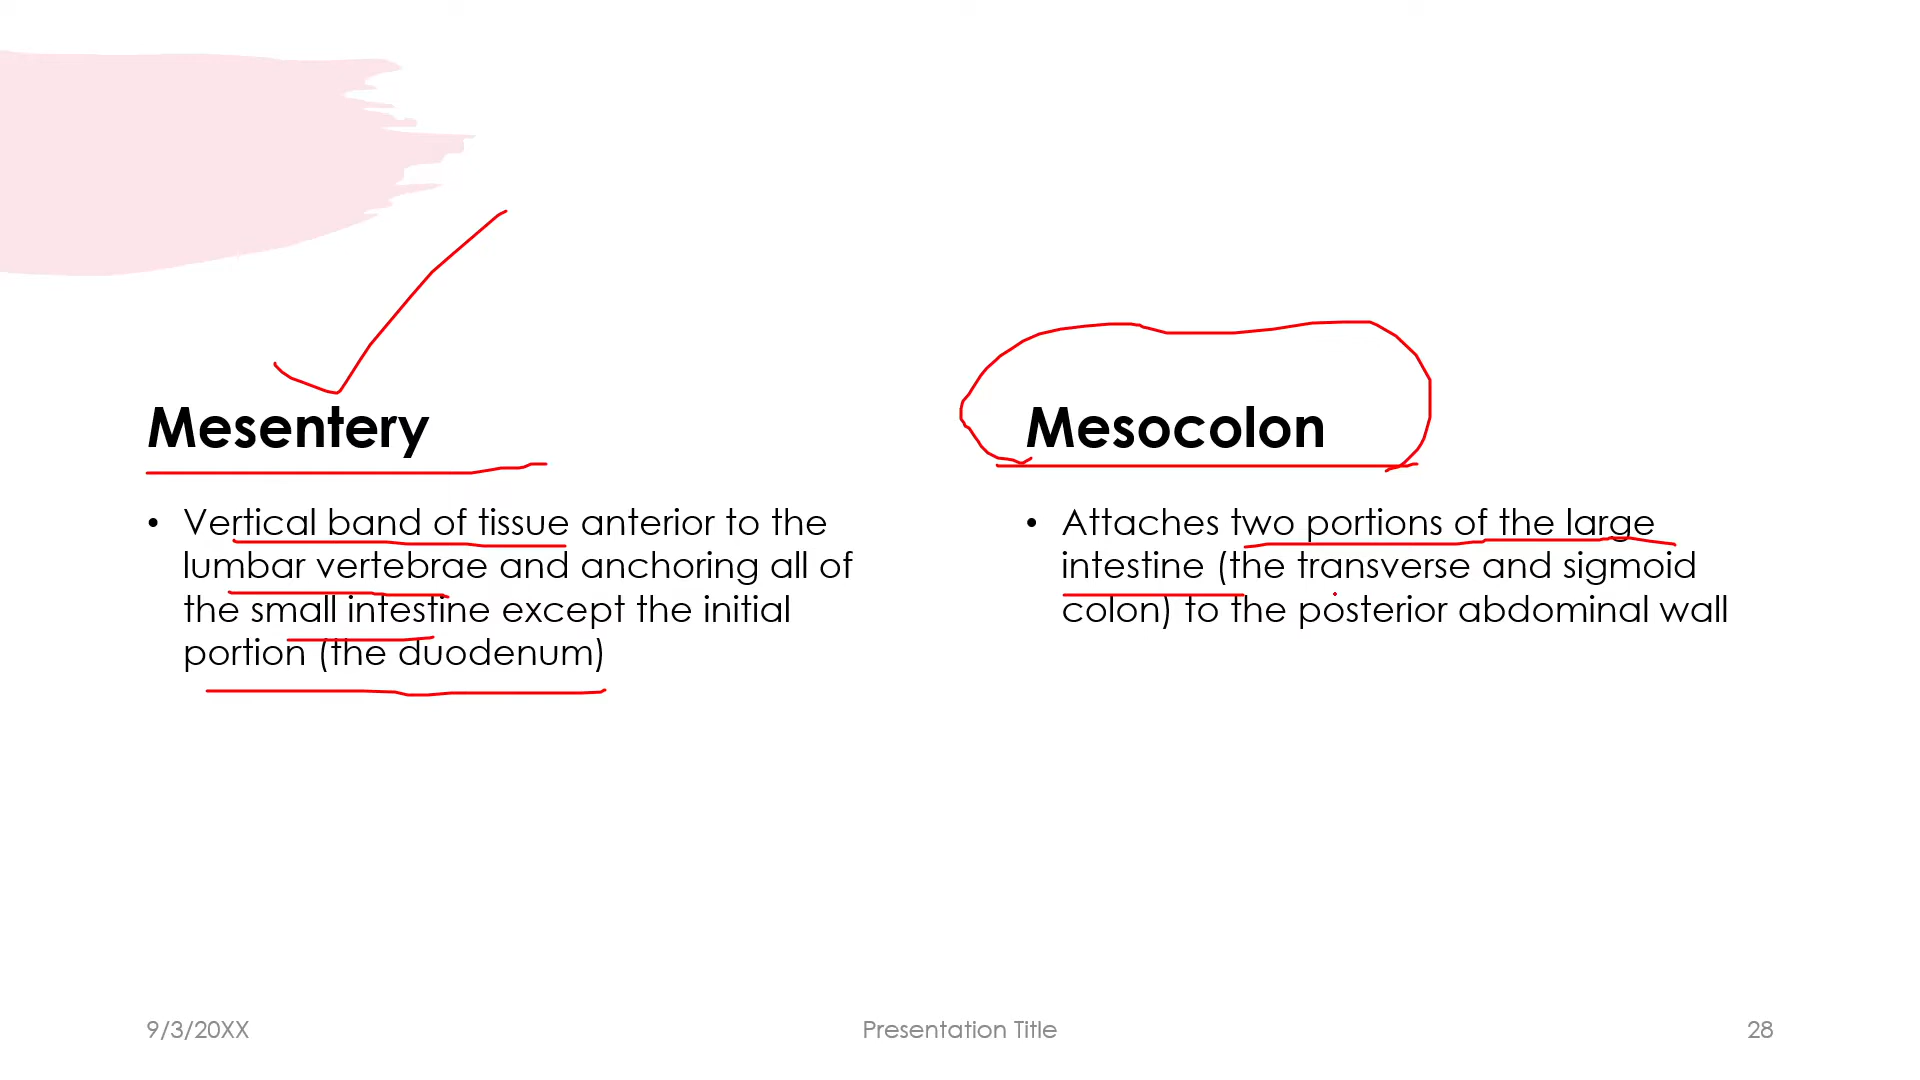 Mesentery
• Vertical band of tissue anterior to the
lumbar vertebrae and anchoring all of
the small intestine except the initial
portion (the duodenum)
Mesocolon
• Attaches two portions of the large
intestine (the transverse and sigmoid
colon) to the posterior abdominal wall
9/3/20XX
Presentation Title
28